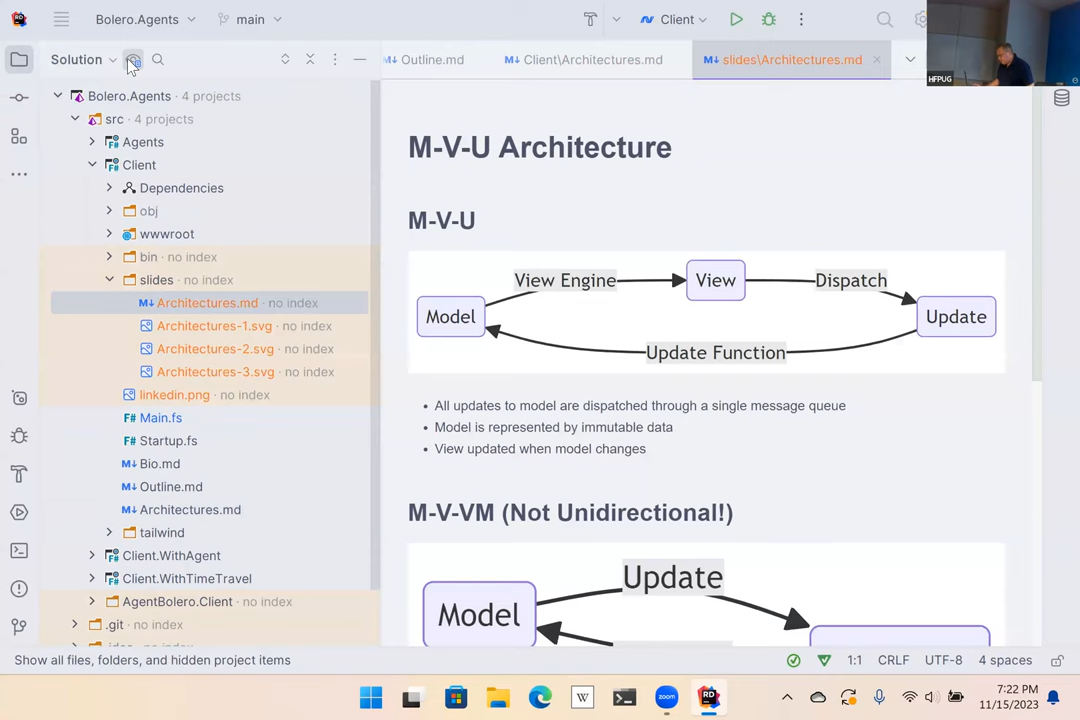 Bolero.Agents
main
Client
HFPUG
Solution
Outline.md
Client\Architectures.md
slides\Architectures.md
Bolero.Agents · 4 projects
src · 4 projects
Agents
Client
Dependencies
obj
wwwroot
bin · no index
slides · no index
Architectures.md · no index
Architectures-1.svg · no index
Architectures-2.svg · no index
Architectures-3.svg · no index
linkedin.png · no index
F# Main.fs
F# Startup.fs
M↓ Bio.md
M↓ Outline.md
M↓ Architectures.md
tailwind
Client.WithAgent
Client.WithTimeTravel
AgentBolero.Client · no index
.git · no index
M-V-U Architecture
M-V-U
View Engine
View
Dispatch
Model
Update
Update Function
• All updates to model are dispatched through a single message queue
• Model is represented by immutable data
• View updated when model changes
M-V-VM (Not Unidirectional!)
Update
Model
Show all files, folders, and hidden project items
1:1 CRLF UTF-8 4 spaces
W
zoom
RD
7:22 PM
11/15/2023